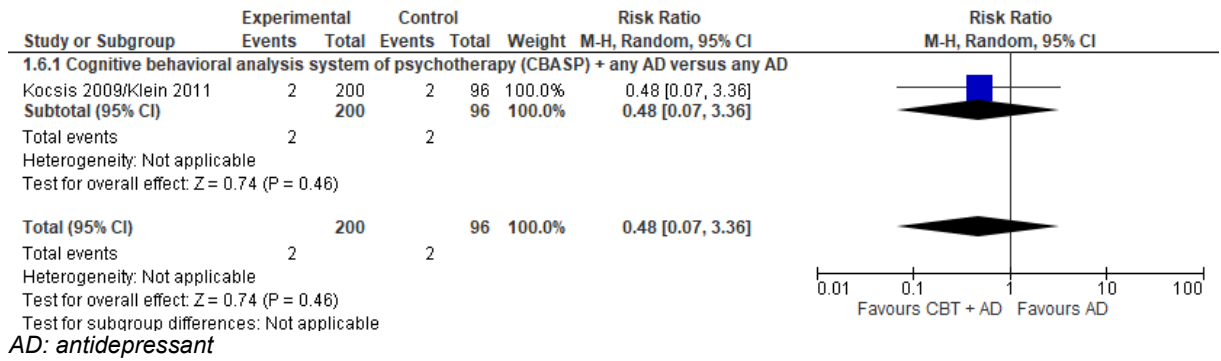 Experimental Control Risk Ratio Risk Ratio
Study or Subgroup Events Total Events Total Weight M-H, Random, 95% CI M-H, Random, 95% CI
1.6.1 Cognitive behavioral analysis system of psychotherapy (CBASP) + any AD versus any AD
Kocsis 2009/Klein 2011 2 200 2 96 100.0% 0.48 [0.07, 3.36]
Subtotal (95% CI) 200 96 100.0% 0.48 [0.07, 3.36]
Total events 2 2
Heterogeneity: Not applicable
Test for overall effect: Z = 0.74 (P = 0.46)
Total (95% CI) 200 96 100.0% 0.48 [0.07, 3.36]
Total events 2 2
Heterogeneity: Not applicable
Test for overall effect: Z = 0.74 (P = 0.46)
Test for subgroup differences: Not applicable
0.01 0.1 1 10 100
Favours CBT + AD Favours AD
AD: antidepressant